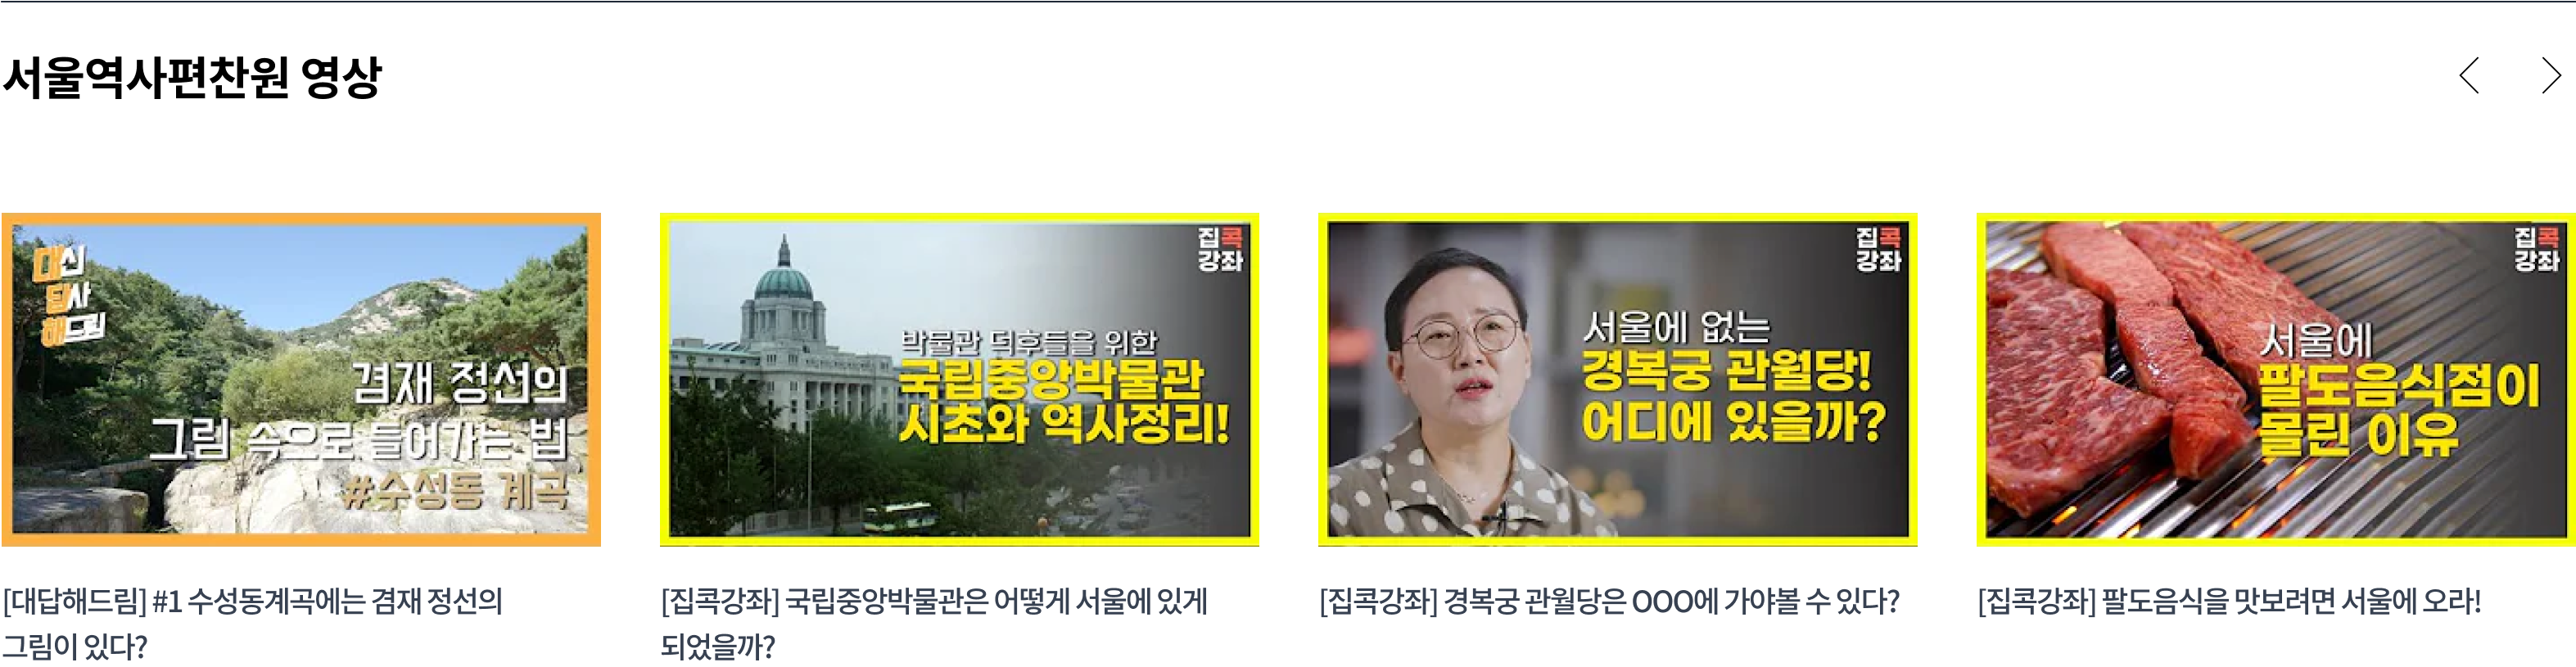 서울역사편찬원 영상
대신
답사
해드림
겸재 정선의
그림 속으로 들어가는 법
#수성동 계곡
[대답해드림] #1 수성동계곡에는 겸재 정선의
그림이 있다?
집콕
강좌
박물관 덕후들을 위한
국립중앙박물관
시초와 역사정리!
[집콕강좌] 국립중앙박물관은 어떻게 서울에 있게
되었을까?
집콕
강좌
서울에 없는
경복궁 관월당!
어디에 있을까?
[집콕강좌] 경복궁 관월당은 OOO에 가야볼 수 있다?
집콕
강좌
서울에
팔도음식점이
몰린 이유
[집콕강좌] 팔도음식을 맛보려면 서울에 오라!